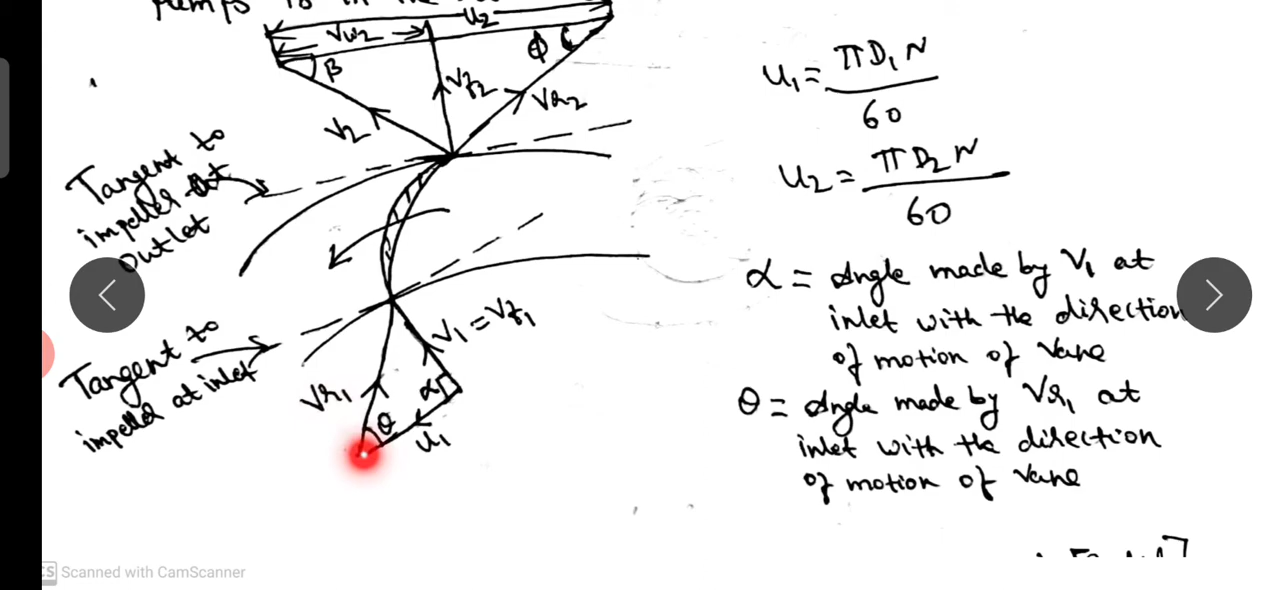 u2
Vw2
β
ϕ
V2
Vf2
Vr2
Tangent to
impeller at
outlet
Tangent to
impeller at inlet
V1 = Vf1
Vr1
α
θ
u1
u1 = πD1N
60
u2 = πD2N
60
α = Angle made by V1 at
inlet with the direction
of motion of vane
θ = Angle made by Vr1 at
inlet with the direction
of motion of vane
CS Scanned with CamScanner